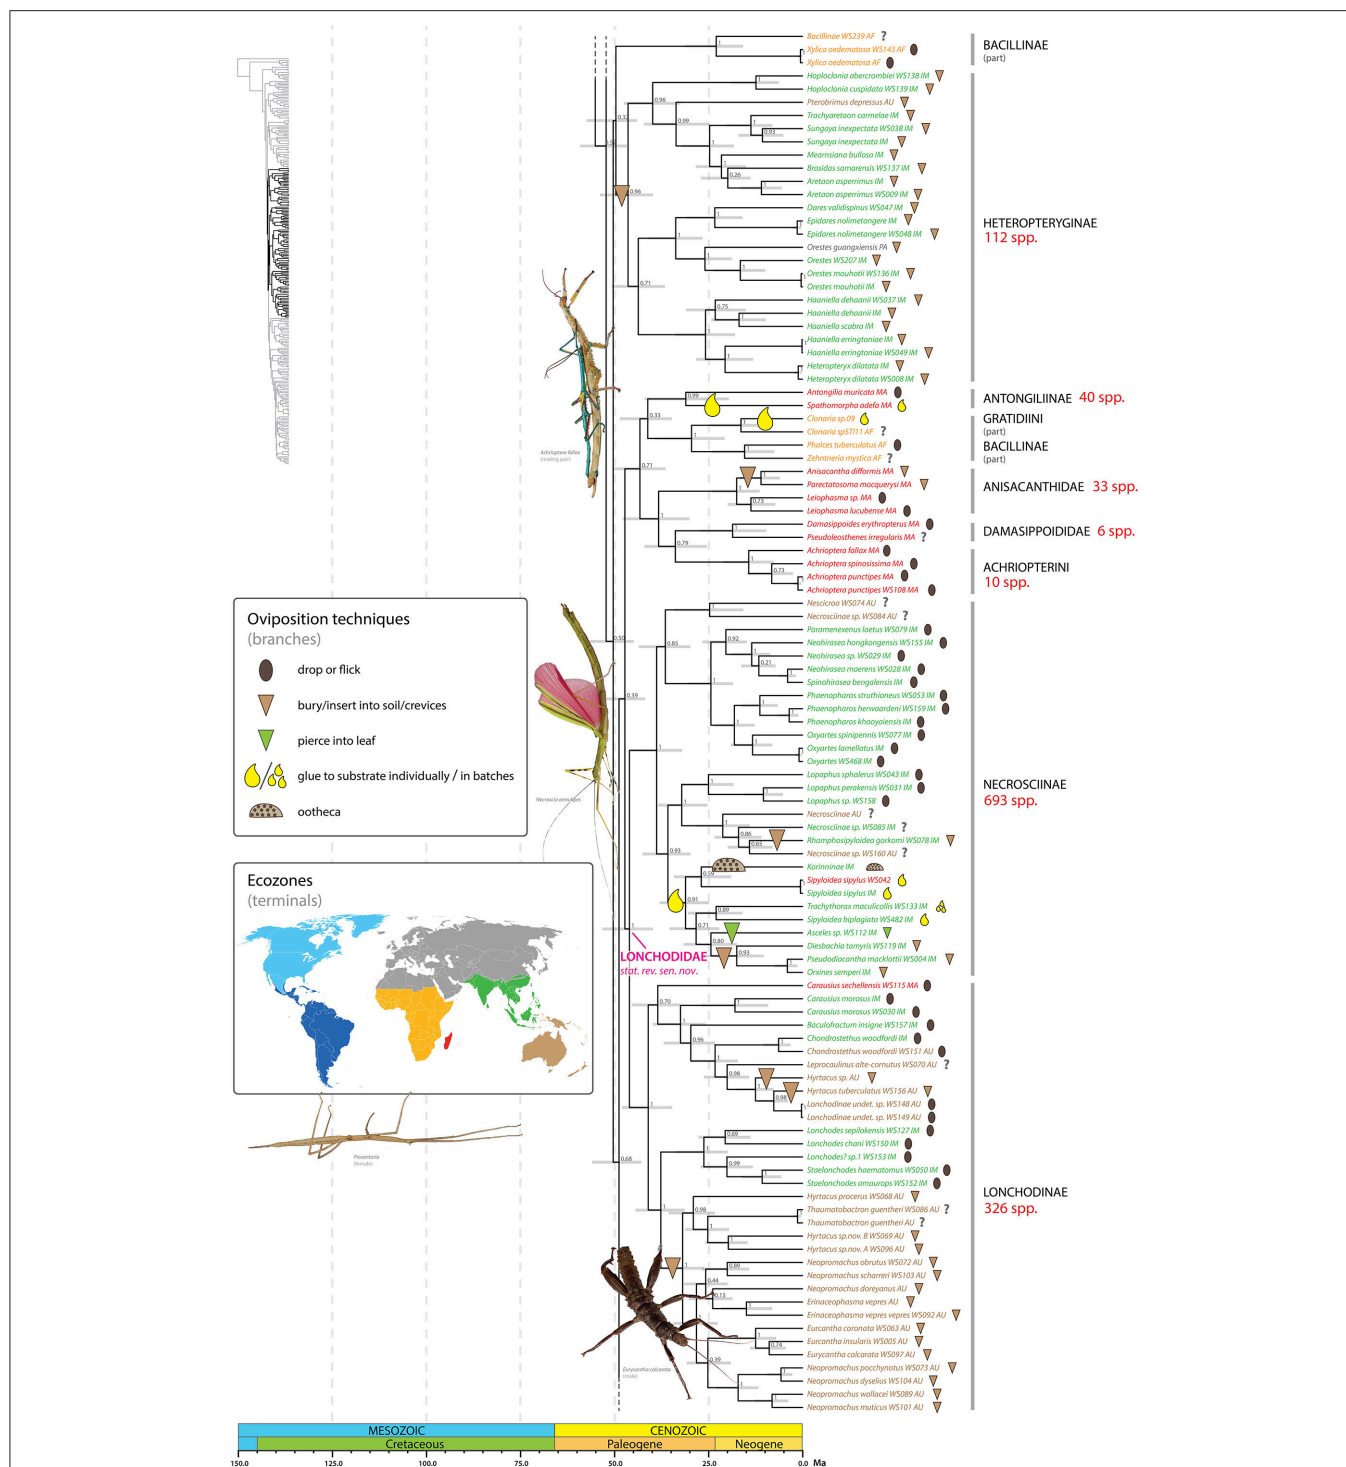 Bacillinae WS239 AF ?
Xylica oedematosa WS143 AF
Xylica oedematosa AF
BACILLINAE
(part)
Hoploclonia abercrombiei WS138 IM
Hoploclonia cuspidata WS139 IM
Pterobrimus depressus AU
Trachyaretaon carmelae IM
Sungaya inexpectata WS038 IM
Sungaya inexpectata IM
Mearnsiana bullosa IM
Brasidas samarensis WS137 IM
Aretaon asperrimus IM
Aretaon asperrimus WS009 IM
Dares validispinus WS047 IM
Epidares nolimetangere IM
Epidares nolimetangere WS048 IM
Orestes guangxiensis PA
Orestes WS207 IM
Orestes mouhotii WS136 IM
Orestes mouhotii IM
Haaniella dehaanii WS037 IM
Haaniella dehaanii IM
Haaniella scabra IM
Haaniella erringtoniae IM
Haaniella erringtoniae WS049 IM
Heteropteryx dilatata IM
Heteropteryx dilatata WS008 IM
HETEROPTERYGINAE
112 spp.
Antongilia muricata MA
Spathomorpha adefa MA
ANTONGILIINAE 40 spp.
Clonaria sp.09
Clonaria spSTI11 AF ?
GRATIDIINI
(part)
Phalces tuberculatus AF
Zehntneria mystica AF ?
BACILLINAE
(part)
Anisacantha difformis MA
Parectatosoma mocquerysi MA
Leiophasma sp. MA
Leiophasma lucubense MA
ANISACANTHIDAE 33 spp.
Damasippoides erythropterus MA
Pseudoleosthenes irregularis MA ?
DAMASIPPOIDIDAE 6 spp.
Achrioptera fallax MA
Achrioptera spinosissima MA
Achrioptera punctipes MA
Achrioptera punctipes WS108 MA
ACHRIOPTERINI
10 spp.
Nescicroa WS074 AU ?
Necrosciinae sp. WS084 AU ?
Paramenexenus laetus WS079 IM
Neohirasea hongkongensis WS155 IM
Neohirasea sp. WS029 IM
Neohirasea maerens WS028 IM
Spinohirasea bengalensis IM
Phaenopharos struthioneus WS053 IM
Phaenopharos herwaardeni WS159 IM
Phaenopharos khaoyaiensis IM
Oxyartes spinipennis WS077 IM
Oxyartes lamellatus IM
Oxyartes WS468 IM
Lopaphus sphalerus WS043 IM
Lopaphus perakensis WS031 IM
Lopaphus sp. WS158
Necrosciinae AU ?
Necrosciinae sp. WS085 IM ?
Rhamphosipyloidea gorkomi WS078 IM
Necrosciinae sp. WS160 AU ?
Korinninae IM
Sipyloidea sipylus WS042
Sipyloidea sipylus IM
Trachythorax maculicollis WS133 IM
Sipyloidea biplagiata WS482 IM
Asceles sp. WS112 IM
Diesbachia tamyris WS119 IM
Pseudodiacantha macklottii WS004 IM
Orxines semperi IM
NECROSCIINAE
693 spp.
Carausius sechellensis WS115 MA
Carausius morosus IM
Carausius morosus WS030 IM
Baculofractum insigne WS157 IM
Chondrostethus woodfordi IM
Chondrostethus woodfordi WS151 AU
Leprocaulinus alte-cornutus WS070 AU ?
Hyrtacus sp. AU
Hyrtacus tuberculatus WS156 AU
Lonchodinae undet. sp. WS148 AU
Lonchodinae undet. sp. WS149 AU
Lonchodes sepilokensis WS127 IM
Lonchodes chani WS150 IM
Lonchodes? sp.1 WS153 IM
Staelonchodes haematomus WS050 IM
Staelonchodes amaurops WS152 IM
Hyrtacus procerus WS068 AU
Thaumatobactron guentheri WS086 AU ?
Thaumatobactron guentheri AU ?
Hyrtacus sp.nov. B WS069 AU
Hyrtacus sp.nov. A WS096 AU
Neopromachus obrutus WS072 AU
Neopromachus scharreri WS103 AU
Neopromachus doreyanus AU
Erinaceophasma vepres AU
Erinaceophasma vepres vepres WS092 AU
Eurcantha coronata WS063 AU
Eurcantha insularis WS005 AU
Eurycantha calcarata WS097 AU
Neopromachus pacchynotus WS073 AU
Neopromachus dyselius WS104 AU
Neopromachus wallacei WS089 AU
Neopromachus muticus WS101 AU
LONCHODINAE
326 spp.
Achrioptera fallax
(mating pair)
Oviposition techniques
(branches)
drop or flick
bury/insert into soil/crevices
pierce into leaf
glue to substrate individually / in batches
ootheca
Necroscia annulipes
Ecozones
(terminals)
LONCHODIDAE
stat. rev. sen. nov.
(female)
Eurycantha calcarata
(male)
MESOZOIC CENOZOIC
Cretaceous Paleogene Neogene
150.0 125.0 100.0 75.0 50.0 25.0 0.0 Ma